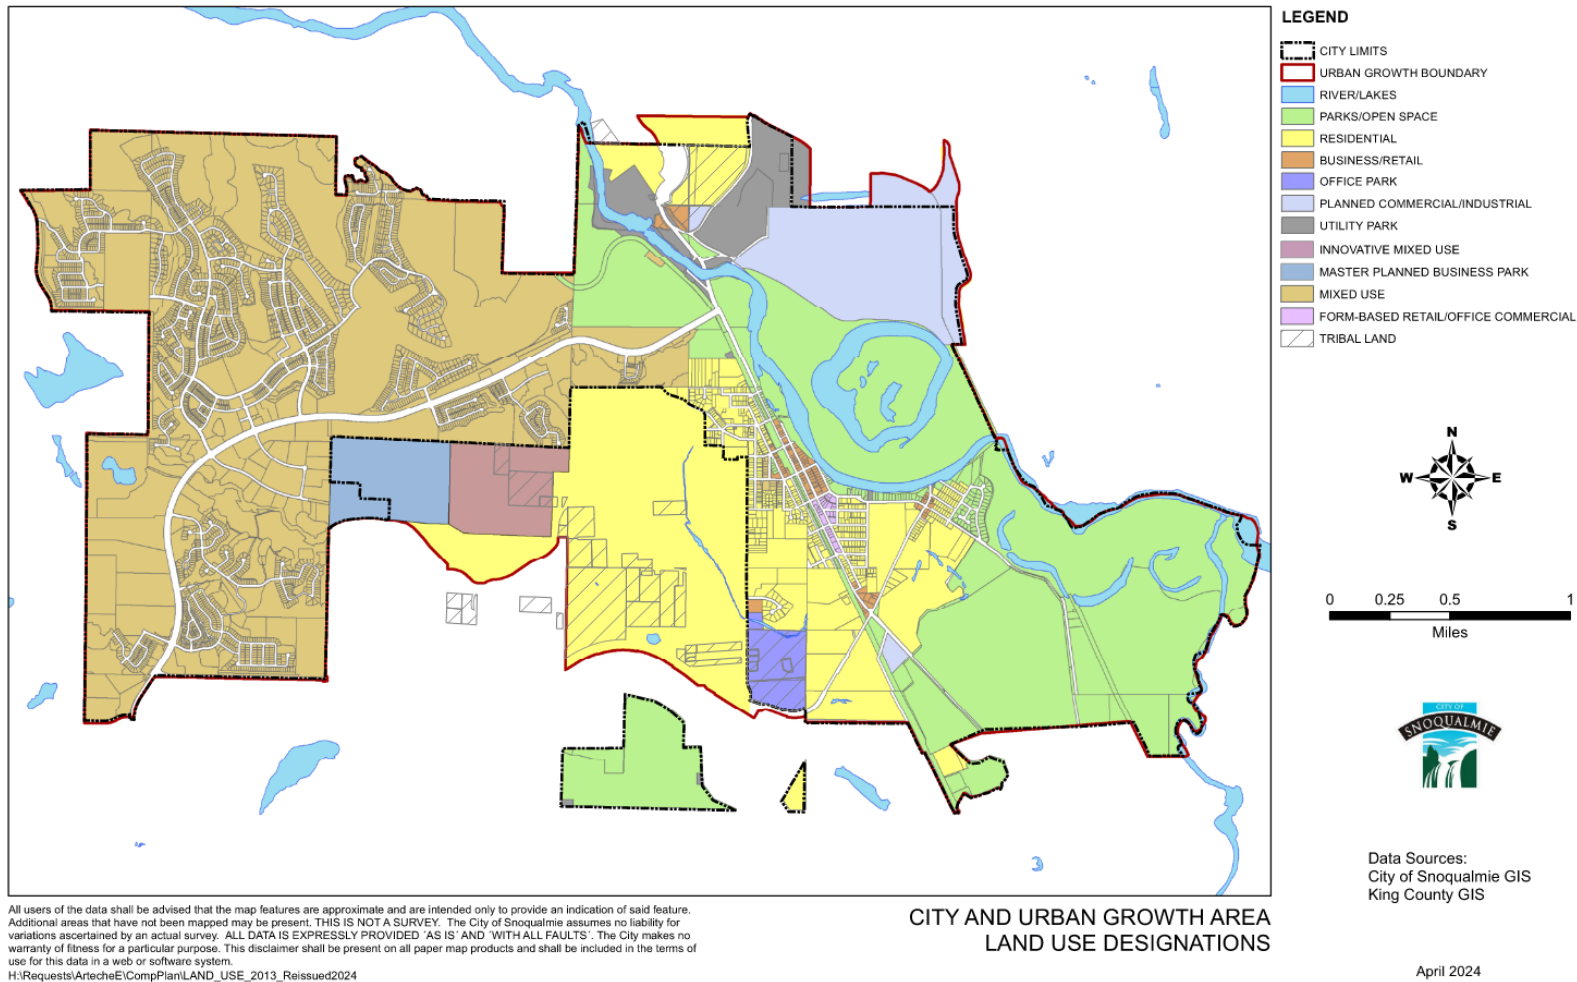 LEGEND
CITY LIMITS
URBAN GROWTH BOUNDARY
RIVER/LAKES
PARKS/OPEN SPACE
RESIDENTIAL
BUSINESS/RETAIL
OFFICE PARK
PLANNED COMMERCIAL/INDUSTRIAL
UTILITY PARK
INNOVATIVE MIXED USE
MASTER PLANNED BUSINESS PARK
MIXED USE
FORM-BASED RETAIL/OFFICE COMMERCIAL
TRIBAL LAND
N
W E
S
0 0.25 0.5 1
Miles
CITY OF
SNOQUALMIE
Data Sources:
City of Snoqualmie GIS
King County GIS
All users of the data shall be advised that the map features are approximate and are intended only to provide an indication of said feature.
Additional areas that have not been mapped may be present. THIS IS NOT A SURVEY.  The City of Snoqualmie assumes no liability for
variations ascertained by an actual survey.  ALL DATA IS EXPRESSLY PROVIDED ´AS IS´ AND ´WITH ALL FAULTS´. The City makes no
warranty of fitness for a particular purpose. This disclaimer shall be present on all paper map products and shall be included in the terms of
use for this data in a web or software system.
H:\Requests\ArtecheE\CompPlan\LAND_USE_2013_Reissued2024
CITY AND URBAN GROWTH AREA
LAND USE DESIGNATIONS
April 2024